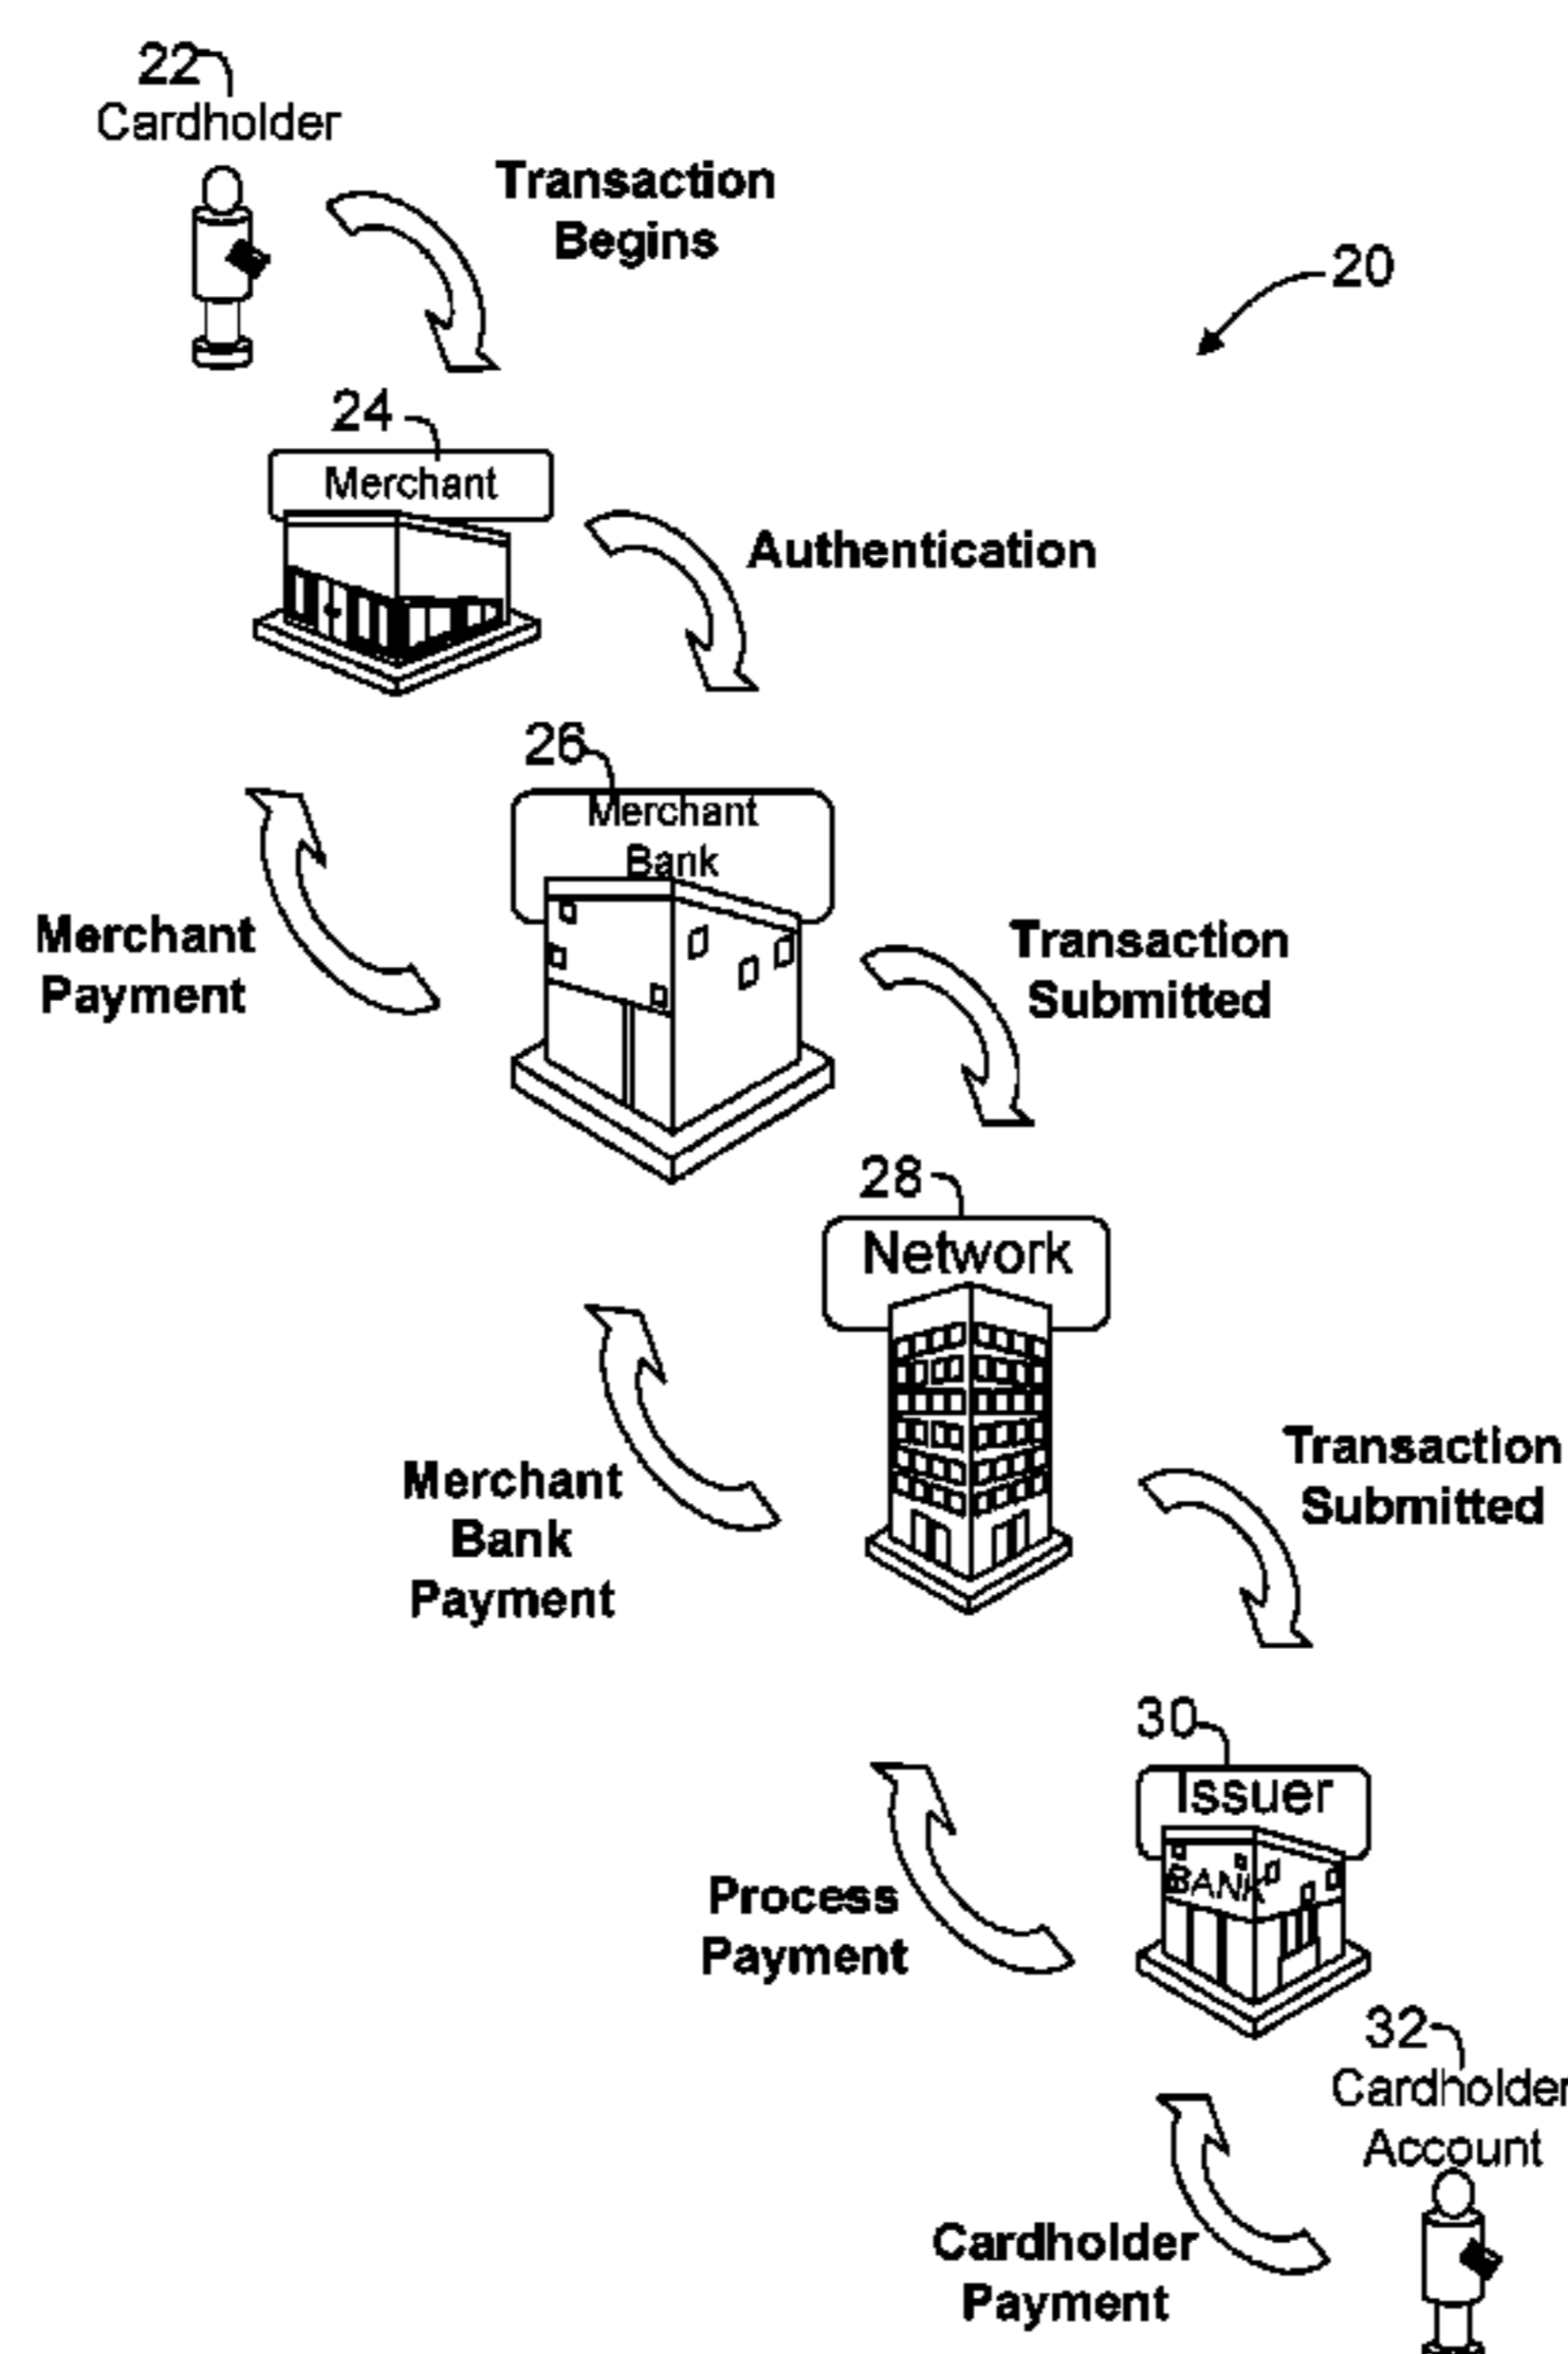 22
Cardholder
Transaction
Begins
20
24
Merchant
Authentication
26
Merchant
Bank
Merchant
Payment
Transaction
Submitted
28
Network
Merchant
Bank
Payment
Transaction
Submitted
30
Issuer
BANK
Process
Payment
32
Cardholder
Account
Cardholder
Payment